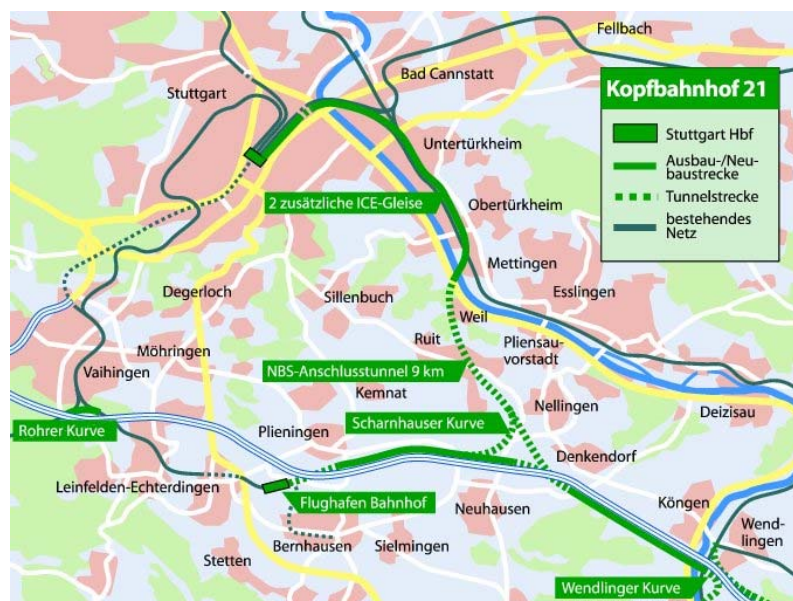 Fellbach
Bad Cannstatt
Stuttgart
Kopfbahnhof 21
Stuttgart Hbf
Ausbau-/Neu-
baustrecke
Tunnelstrecke
bestehendes
Netz
Untertürkheim
2 zusätzliche ICE-Gleise
Obertürkheim
Mettingen
Esslingen
Degerloch
Sillenbuch
Weil
Ruit
Pliensau-
vorstadt
Möhringen
Vaihingen
NBS-Anschlusstunnel 9 km
Kemnat
Nellingen
Deizisau
Rohrer Kurve
Plieningen
Scharnhauser Kurve
Denkendorf
Leinfelden-Echterdingen
Flughafen Bahnhof
Neuhausen
Köngen
Wend-
lingen
Stetten
Bernhausen
Sielmingen
Wendlinger Kurve